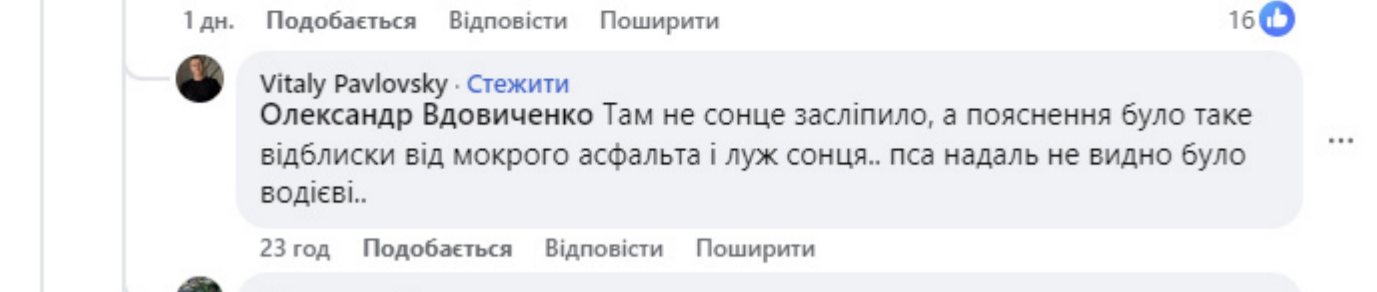 1 дн. Подобається Відповісти Поширити 16
Vitaly Pavlovsky · Стежити
Олександр Вдовиченко Там не сонце засліпило, а пояснення було таке
відблиски від мокрого асфальта і луж сонця.. пса надаль не видно було
водієві..
23 год Подобається Відповісти Поширити